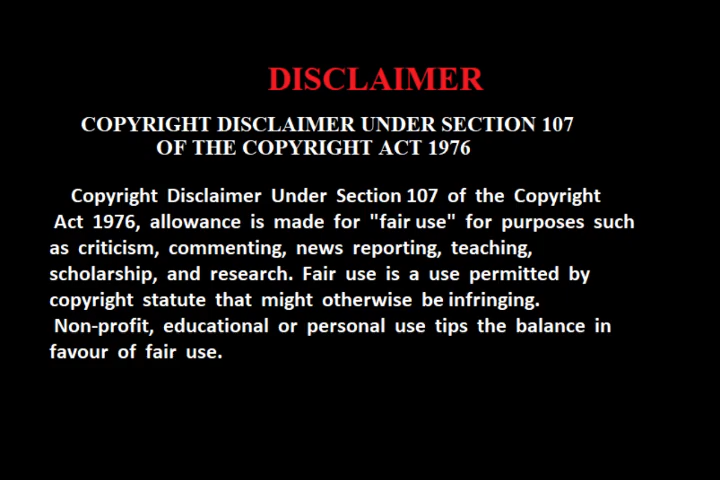 DISCLAIMER
COPYRIGHT DISCLAIMER UNDER SECTION 107
OF THE COPYRIGHT ACT 1976
Copyright Disclaimer Under Section 107 of the Copyright
Act 1976, allowance is made for "fair use" for purposes such
as criticism, commenting, news reporting, teaching,
scholarship, and research. Fair use is a use permitted by
copyright statute that might otherwise be infringing.
Non-profit, educational or personal use tips the balance in
favour of fair use.